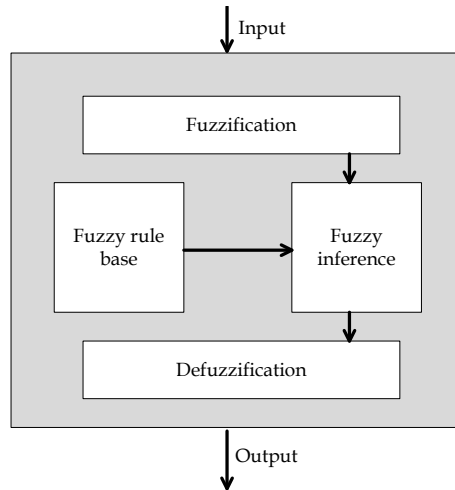 Input
Fuzzification
Fuzzy rule
base
Fuzzy
inference
Defuzzification
Output